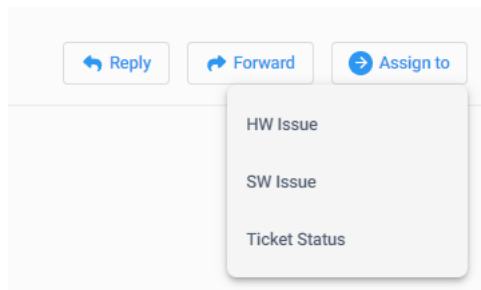 Reply
Forward
Assign to
HW Issue
SW Issue
Ticket Status